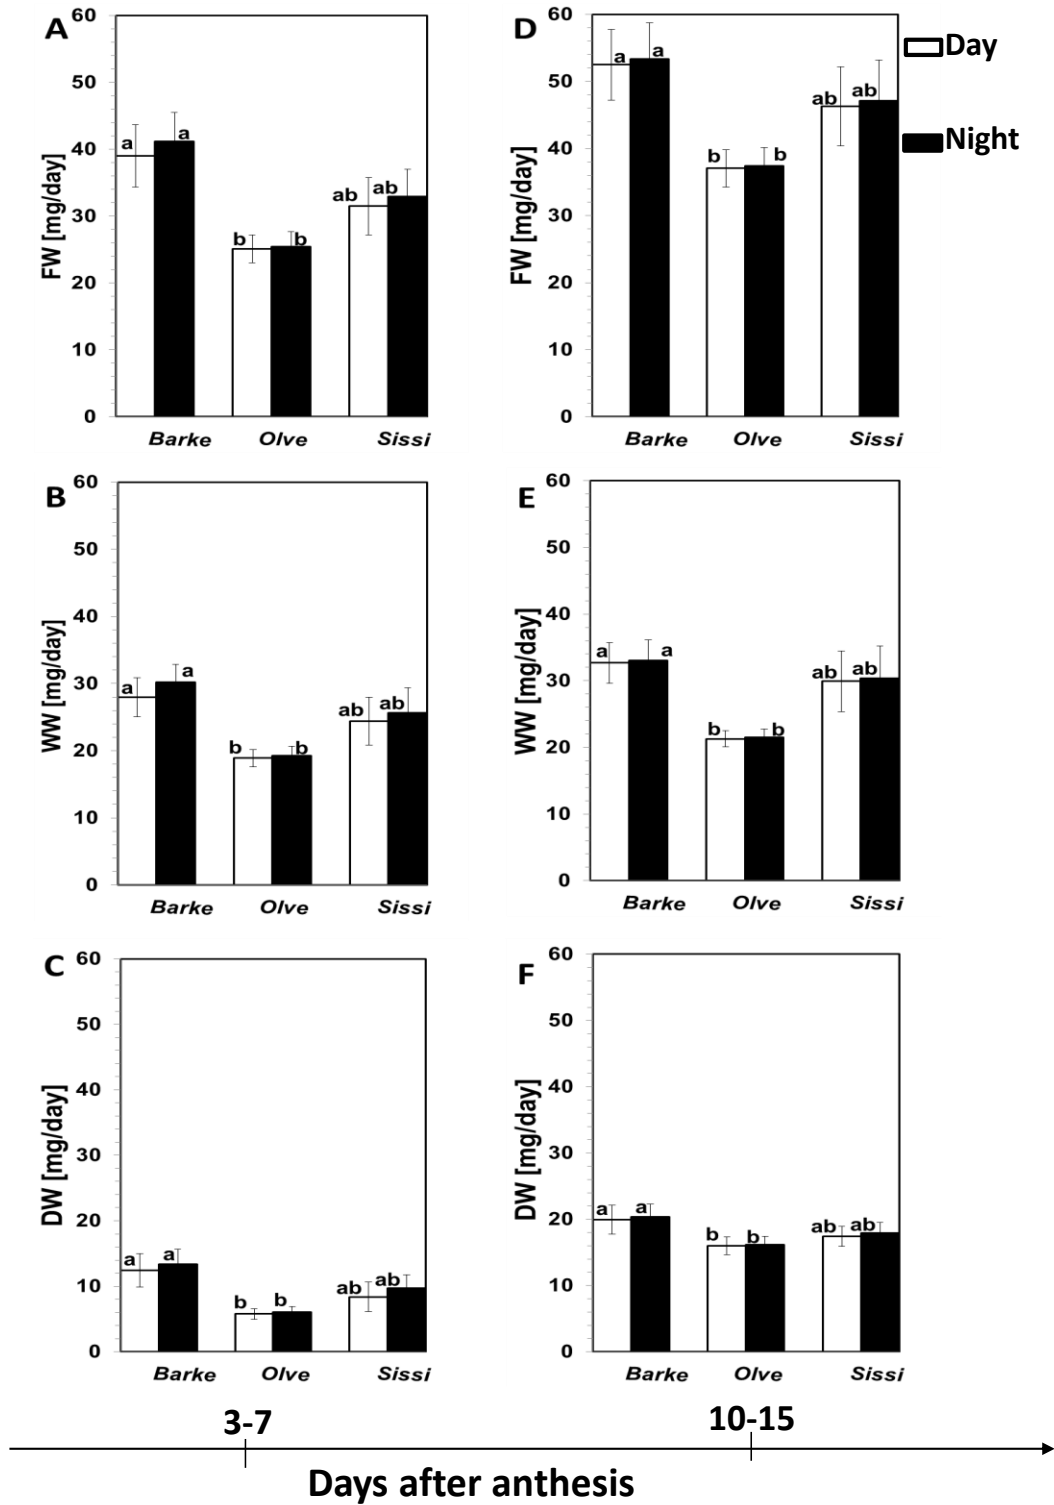 A
FW [mg/day]
60
50
40
30
20
10
0
a
a
b
b
ab
ab
Barke
Olve
Sissi
D
FW [mg/day]
60
50
40
30
20
10
0
a
a
b
b
ab
ab
Barke
Olve
Sissi
Day
Night
B
WW [mg/day]
60
50
40
30
20
10
0
a
a
b
b
ab
ab
Barke
Olve
Sissi
E
WW [mg/day]
60
50
40
30
20
10
0
a
a
b
b
ab
ab
Barke
Olve
Sissi
C
DW [mg/day]
60
50
40
30
20
10
0
a
a
b
b
ab
ab
Barke
Olve
Sissi
F
DW [mg/day]
60
50
40
30
20
10
0
a
a
b
b
ab
ab
Barke
Olve
Sissi
3-7
10-15
Days after anthesis